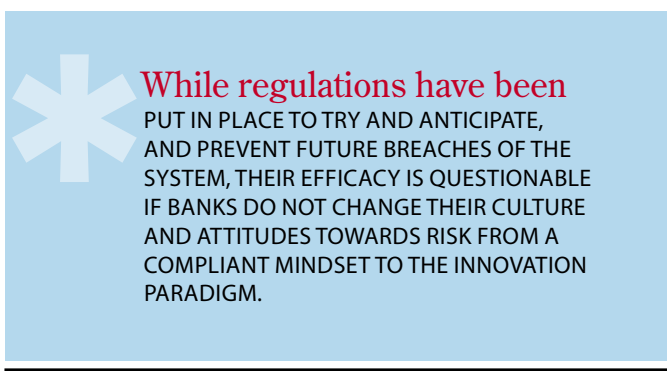 While regulations have been
PUT IN PLACE TO TRY AND ANTICIPATE,
AND PREVENT FUTURE BREACHES OF THE
SYSTEM, THEIR EFFICACY IS QUESTIONABLE
IF BANKS DO NOT CHANGE THEIR CULTURE
AND ATTITUDES TOWARDS RISK FROM A
COMPLIANT MINDSET TO THE INNOVATION
PARADIGM.